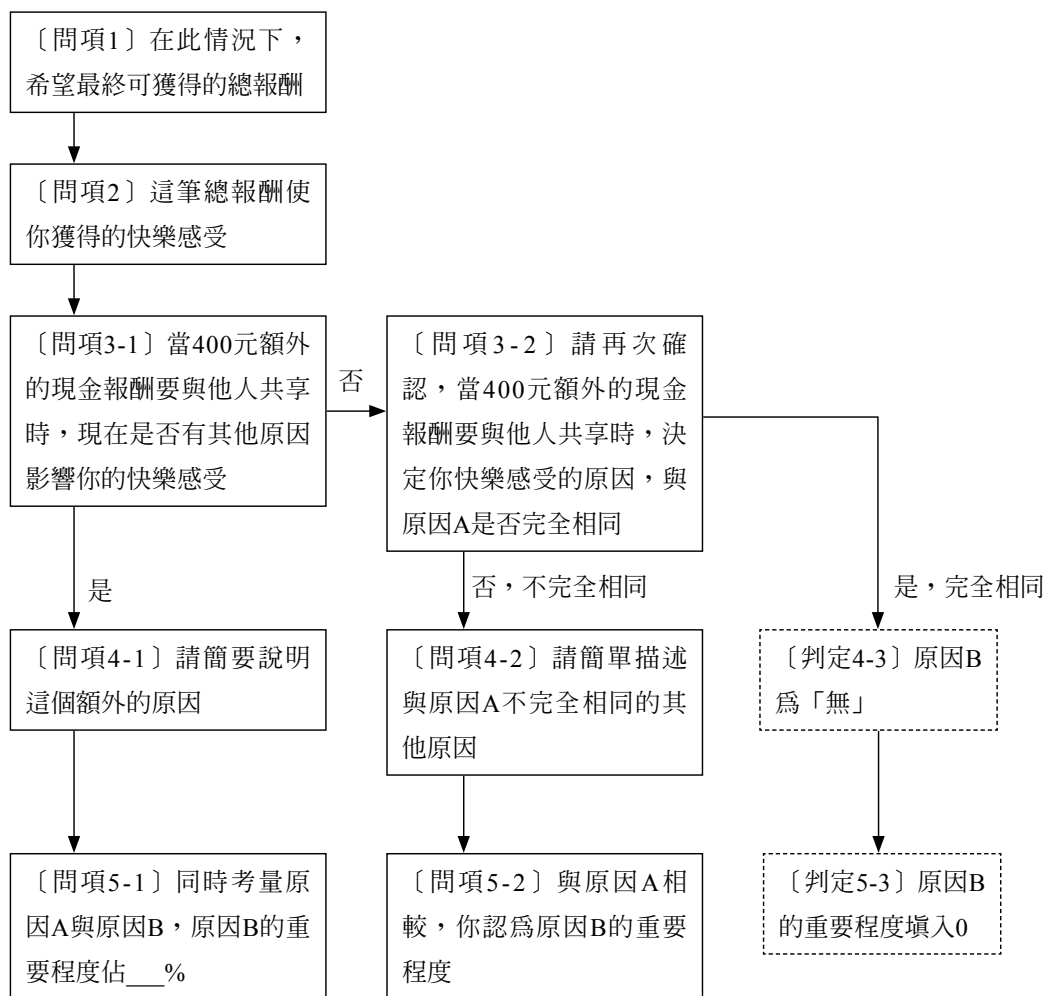 〔問項1〕在此情況下，
希望最終可獲得的總報酬
〔問項2〕這筆總報酬使
你獲得的快樂感受
〔問項3-1〕當400元額外
的現金報酬要與他人共享
時，現在是否有其他原因
影響你的快樂感受
否
〔問項3-2〕請再次確
認，當400元額外的現金
報酬要與他人共享時，決
定你快樂感受的原因，與
原因A是否完全相同
是
否，不完全相同
是，完全相同
〔問項4-1〕請簡要說明
這個額外的原因
〔問項4-2〕請簡單描述
與原因A不完全相同的其
他原因
〔判定4-3〕原因B
爲「無」
〔問項5-1〕同時考量原
因A與原因B，原因B的重
要程度佔___%
〔問項5-2〕與原因A相
較，你認爲原因B的重要
程度
〔判定5-3〕原因B
的重要程度填入0